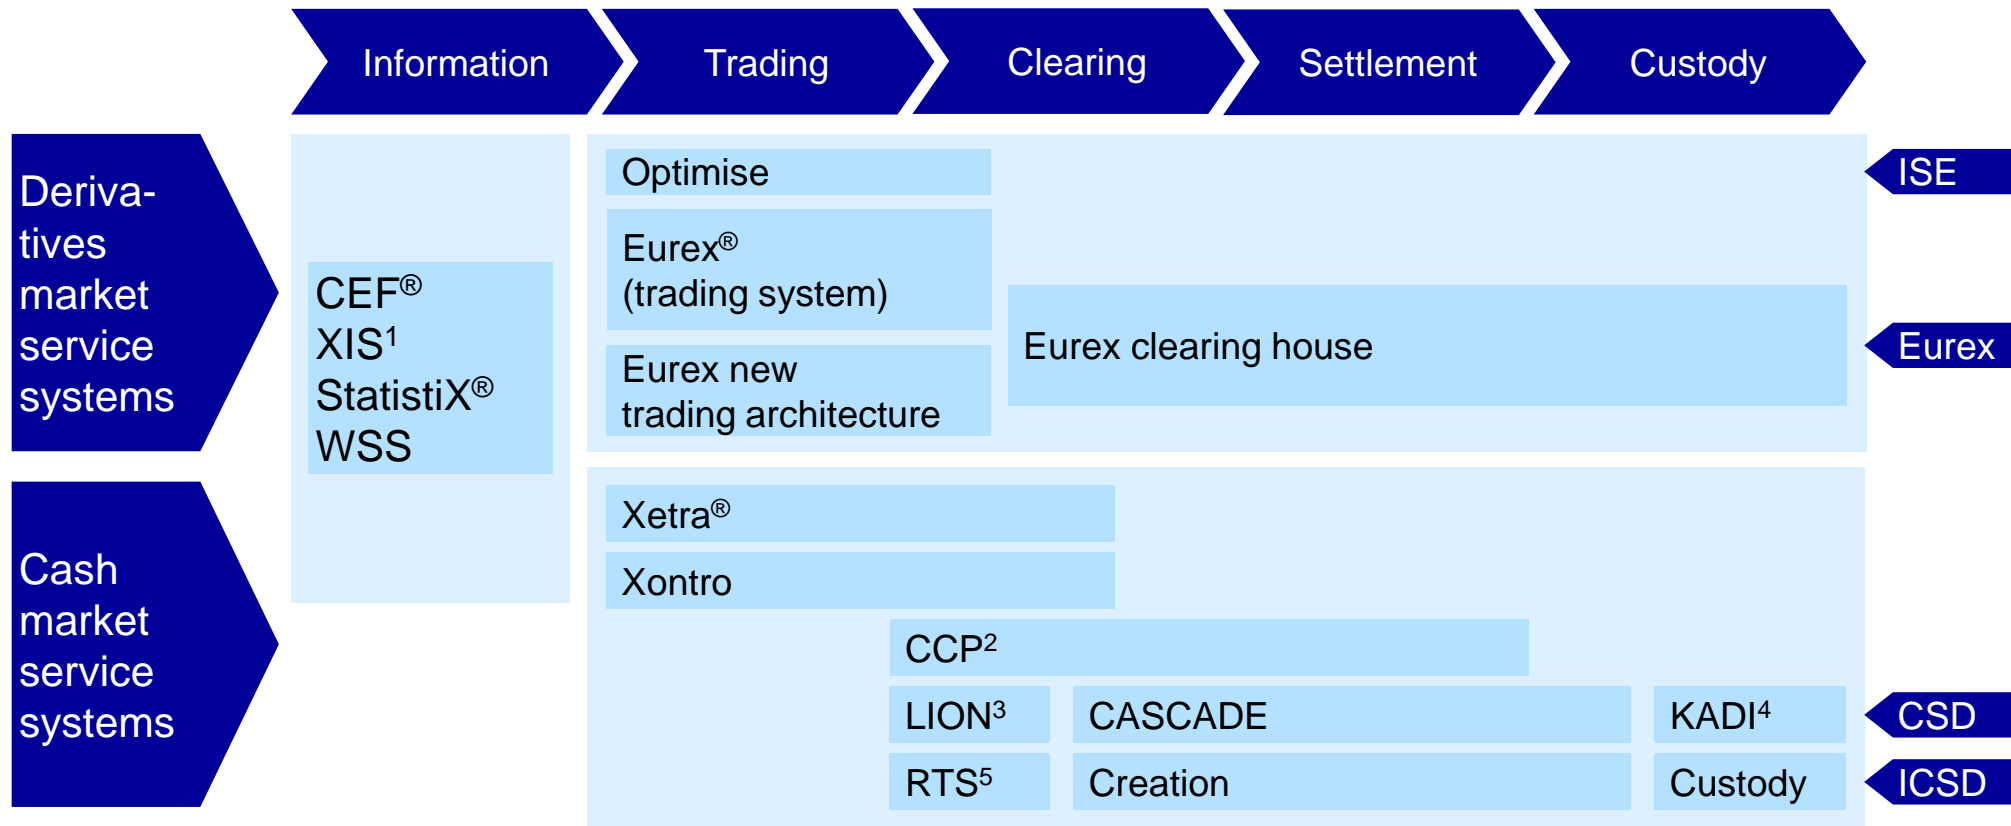 Information
Trading
Clearing
Settlement
Custody
Deriva-
tives
market
service
systems
CEF®
XIS¹
StatistiX®
WSS
Optimise
Eurex®
(trading system)
Eurex new
trading architecture
Eurex clearing house
ISE
Eurex
Cash
market
service
systems
Xetra®
Xontro
CCP²
LION³
CASCADE
KADI⁴
CSD
RTS⁵
Creation
Custody
ICSD